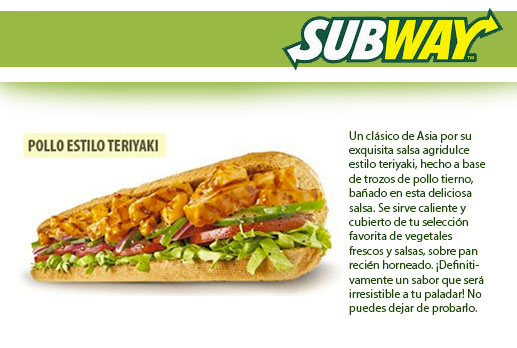 SUBWAY™
POLLO ESTILO TERIYAKI
Un clásico de Asia por su
exquisita salsa agridulce
estilo teriyaki, hecho a base
de trozos de pollo tierno,
bañado en esta deliciosa
salsa. Se sirve caliente y
cubierto de tu selección
favorita de vegetales
frescos y salsas, sobre pan
recién horneado. ¡Definiti-
vamente un sabor que será
irresistible a tu paladar! No
puedes dejar de probarlo.